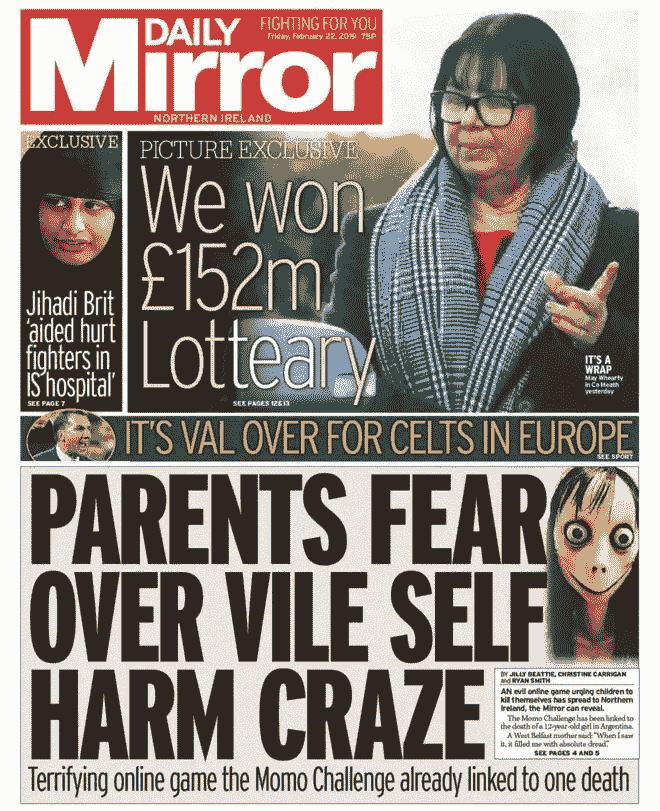 DAILY
Mirror
NORTHERN IRELAND
FIGHTING FOR YOU
Friday, February 22, 2019 75P
EXCLUSIVE
Jihadi Brit
'aided hurt
fighters in
IS hospital'
SEE PAGE 7
PICTURE EXCLUSIVE
We won
£152m
Lotteary
SEE PAGES 12&13
IT'S A
WRAP
May Whearty
in Co Meath
yesterday
IT'S VAL OVER FOR CELTS IN EUROPE
SEE SPORT
PARENTS FEAR
OVER VILE SELF
HARM CRAZE
BY JILLY BEATTIE, CHRISTINE CARRIGAN
and RYAN SMITH
AN evil online game urging children to
kill themselves has spread to Northern
Ireland, the Mirror can reveal.
The Momo Challenge has been linked to
the death of a 12-year-old girl in Argentina.
A West Belfast mother said: "When I saw
it, it filled me with absolute dread."
SEE PAGES 4 AND 5
Terrifying online game the Momo Challenge already linked to one death